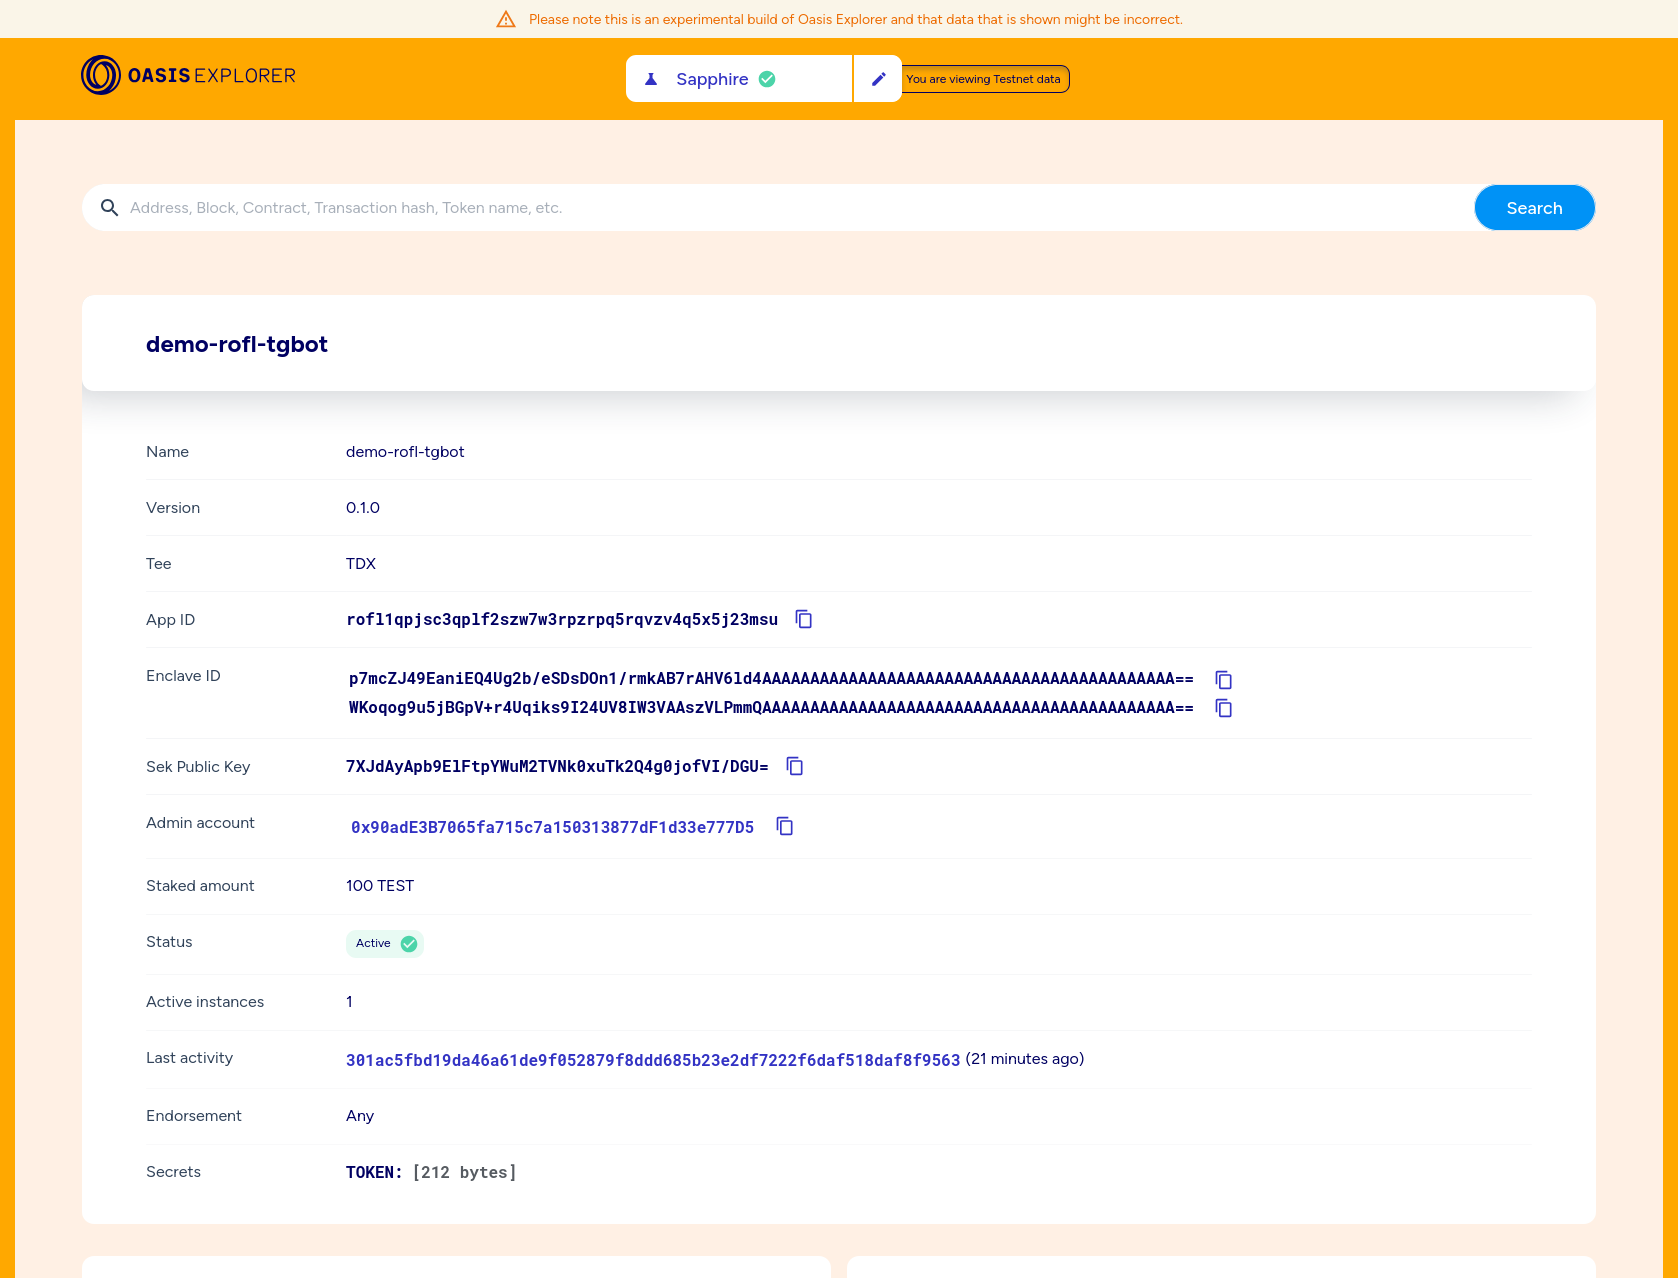 Please note this is an experimental build of Oasis Explorer and that data that is shown might be incorrect.
OASIS EXPLORER
Sapphire
You are viewing Testnet data
Address, Block, Contract, Transaction hash, Token name, etc.
Search
demo-rofl-tgbot
Name demo-rofl-tgbot
Version 0.1.0
Tee TDX
App ID rofl1qpjsc3qplf2szw7w3rpzrpq5rqvzv4q5x5j23msu
Enclave ID p7mcZJ49EaniEQ4Ug2b/eSDsDOn1/rmkAB7rAHV6ld4AAAAAAAAAAAAAAAAAAAAAAAAAAAAAAAAAAAAAAAAAAA==
WKoqog9u5jBGpV+r4Uqiks9I24UV8IW3VAAszVLPmmQAAAAAAAAAAAAAAAAAAAAAAAAAAAAAAAAAAAAAAAAAAA==
Sek Public Key 7XJdAyApb9ElFtpYWuM2TVNk0xuTk2Q4g0jofVI/DGU=
Admin account 0x90adE3B7065fa715c7a150313877dF1d33e777D5
Staked amount 100 TEST
Status Active
Active instances 1
Last activity 301ac5fbd19da46a61de9f052879f8ddd685b23e2df7222f6daf518daf8f9563 (21 minutes ago)
Endorsement Any
Secrets TOKEN: [212 bytes]